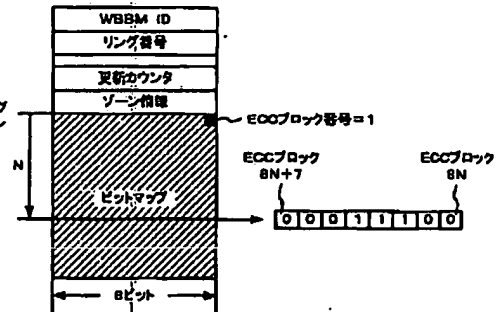 WBBM ID
リング番号
更新カウンタ
ゾーン情報
ECCブロック番号=1
N
ECCブロック
8N+7
ECCブロック
8N
ビットマップ
0 0 0 1 1 1 0 0
8ビット